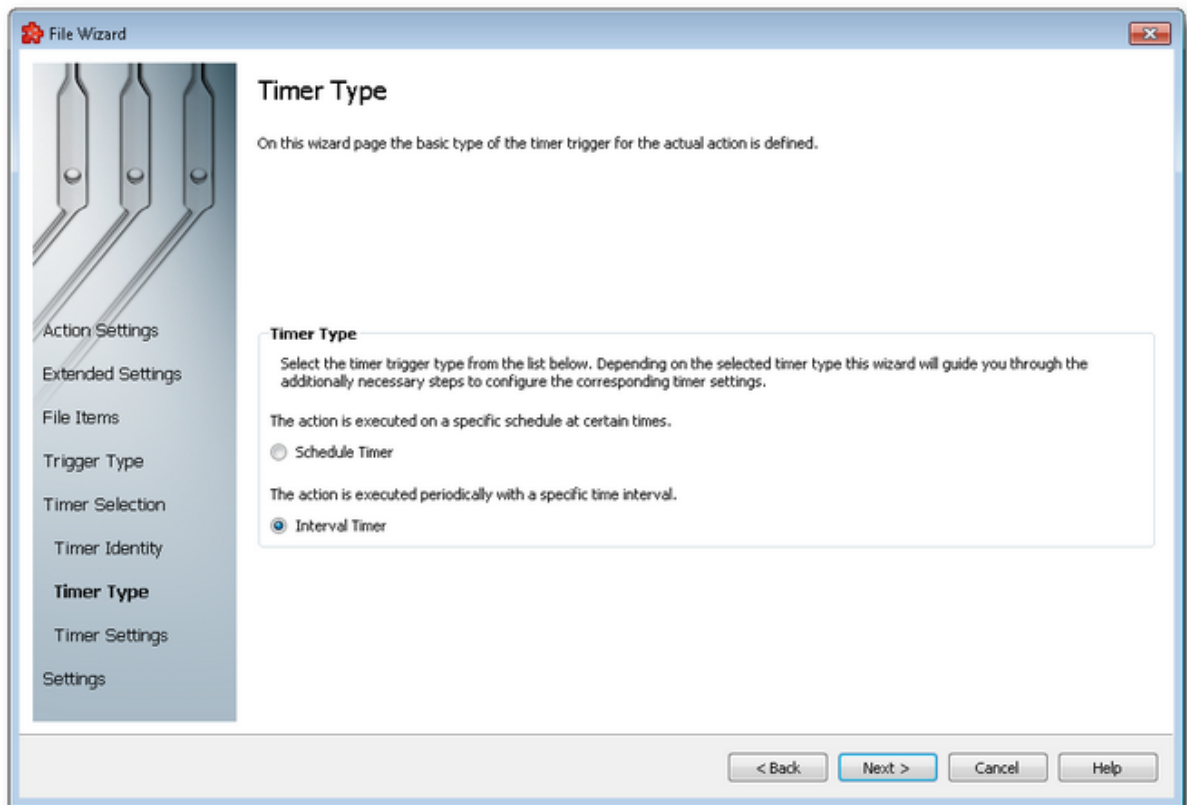 File Wizard
Timer Type
On this wizard page the basic type of the timer trigger for the actual action is defined.
Action Settings
Extended Settings
File Items
Trigger Type
Timer Selection
Timer Identity
Timer Type
Timer Settings
Settings
Timer Type
Select the timer trigger type from the list below. Depending on the selected timer type this wizard will guide you through the
additionally necessary steps to configure the corresponding timer settings.
The action is executed on a specific schedule at certain times.
Schedule Timer
The action is executed periodically with a specific time interval.
Interval Timer
< Back
Next >
Cancel
Help